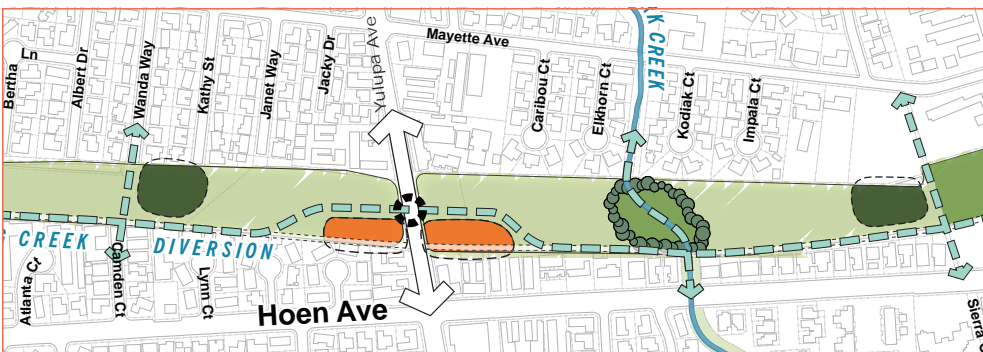 Bertha Ln
Albert Dr
Wanda Way
Kathy St
Janet Way
Jacky Dr
Yulupa Ave
Mayette Ave
Caribou Ct
Elkhorn Ct
K CREEK
Kodiak Ct
Impala Ct
CREEK DIVERSION
Atlanta Ct
Camden Ct
Lynn Ct
Hoen Ave
Sierra C